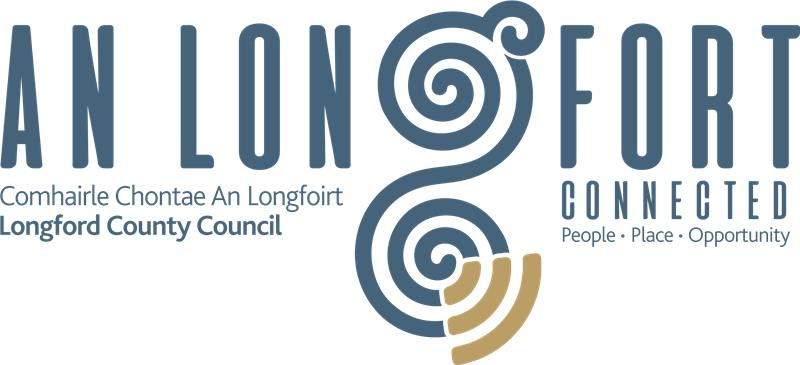 AN LONgFORT
Comhairle Chontae An Longfoirt
Longford County Council
CONNECTED
People • Place • Opportunity